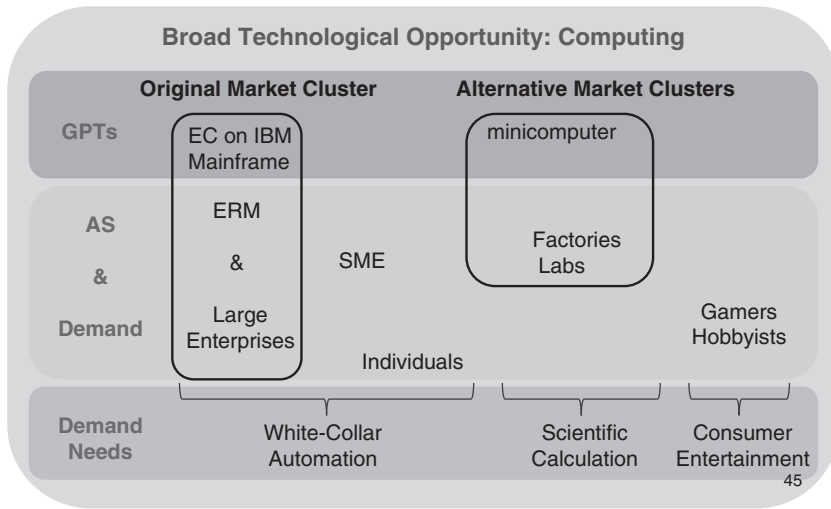 Broad Technological Opportunity: Computing
Original Market Cluster
Alternative Market Clusters
GPTs
EC on IBM
Mainframe
minicomputer
AS
&
Demand
ERM
&
Large
Enterprises
SME
Individuals
Factories
Labs
Gamers
Hobbyists
Demand
Needs
White-Collar
Automation
Scientific
Calculation
Consumer
Entertainment
45